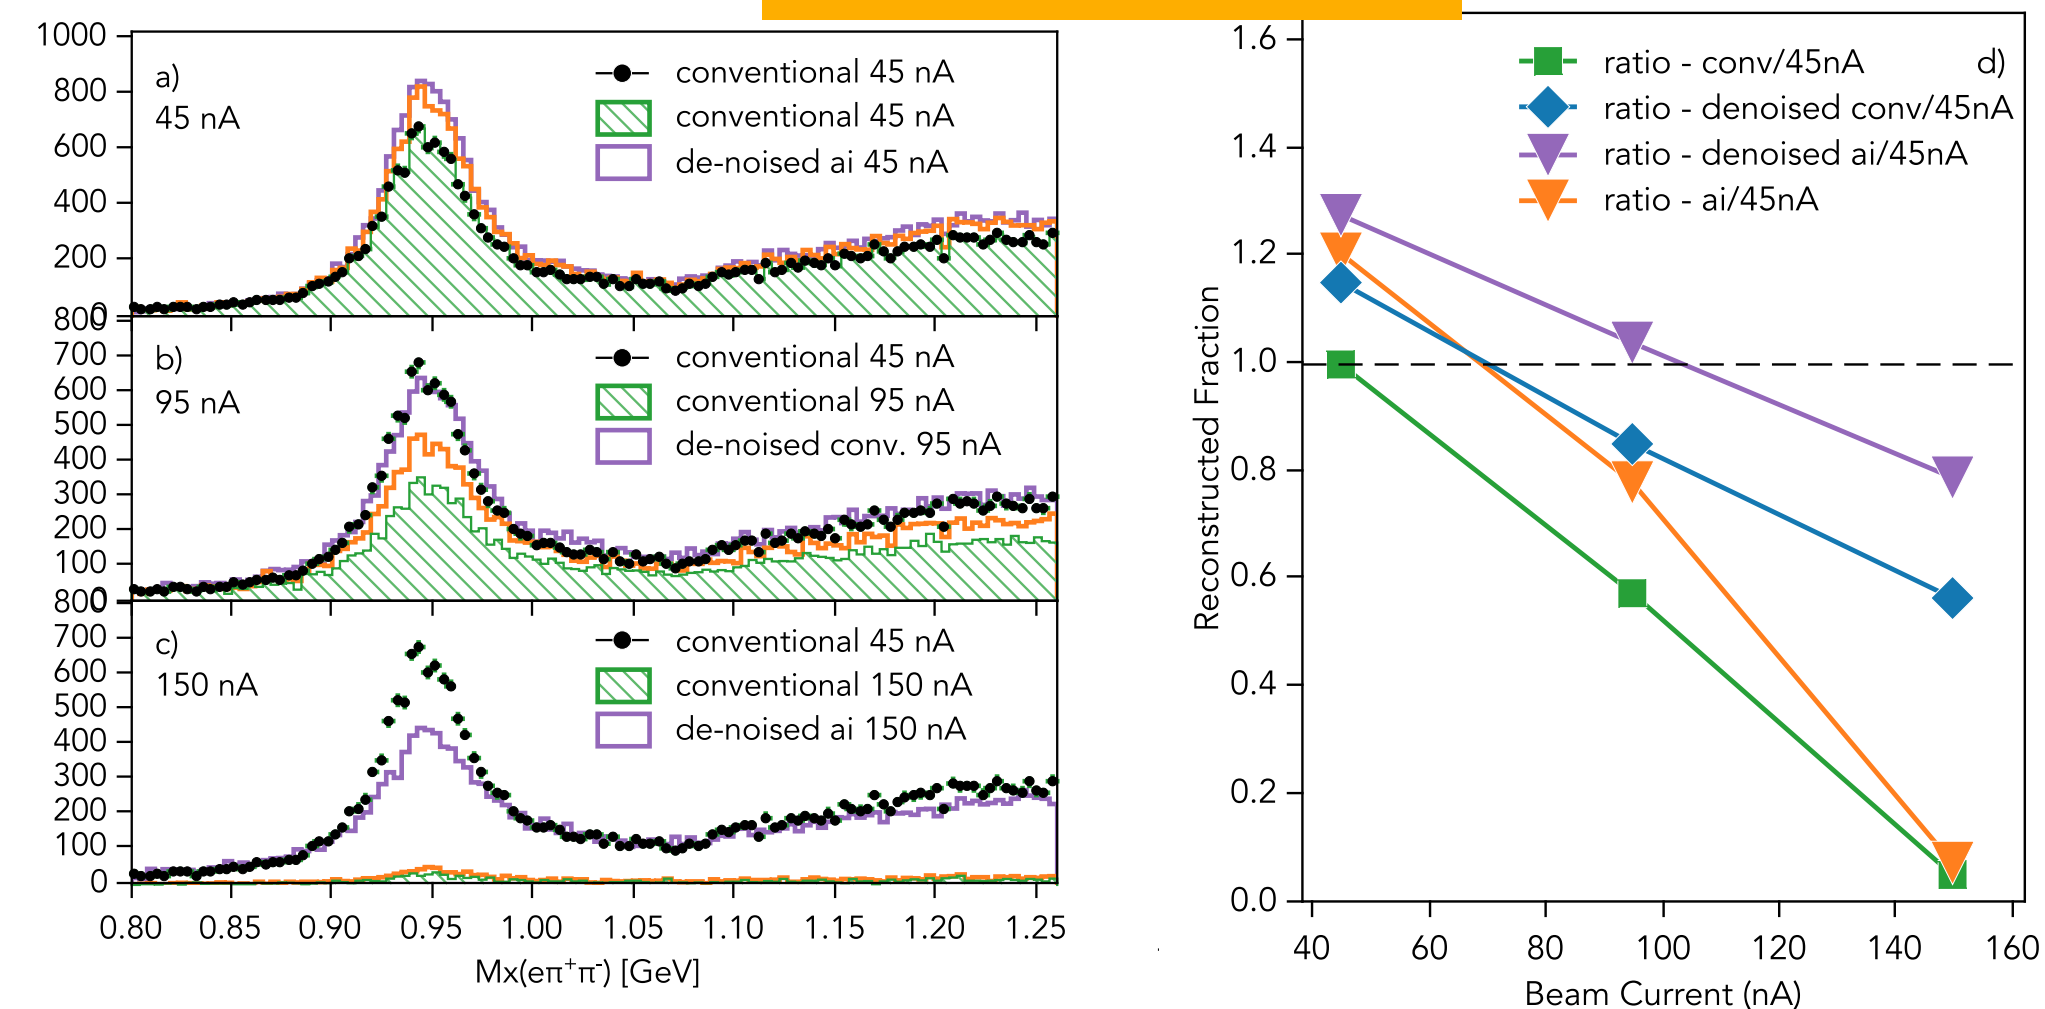 1000
800
600
400
200
0
a)
45 nA
conventional 45 nA
conventional 45 nA
de-noised ai 45 nA
800
700
600
500
400
300
200
100
0
b)
95 nA
conventional 45 nA
conventional 95 nA
de-noised conv. 95 nA
800
700
600
500
400
300
200
100
0
c)
150 nA
conventional 45 nA
conventional 150 nA
de-noised ai 150 nA
0.80 0.85 0.90 0.95 1.00 1.05 1.10 1.15 1.20 1.25
Mx(eπ⁺π⁻) [GeV]
d)
ratio - conv/45nA
ratio - denoised conv/45nA
ratio - denoised ai/45nA
ratio - ai/45nA
Reconstructed Fraction
1.6
1.4
1.2
1.0
0.8
0.6
0.4
0.2
0.0
40 60 80 100 120 140 160
Beam Current (nA)